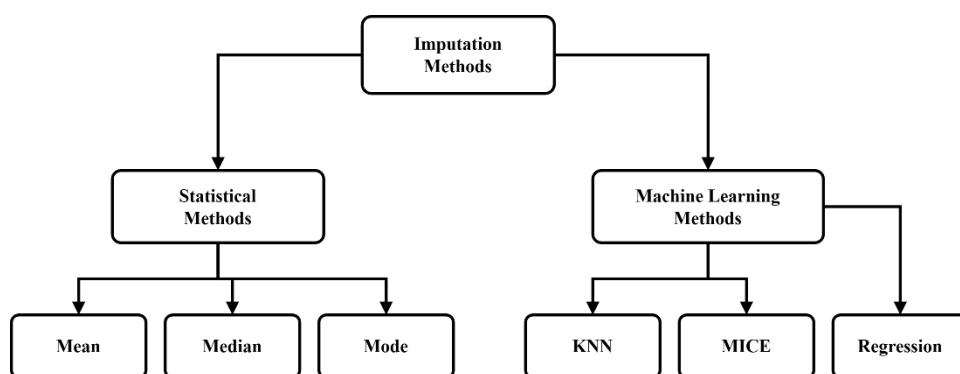 Imputation
Methods
Statistical
Methods
Machine Learning
Methods
Mean
Median
Mode
KNN
MICE
Regression